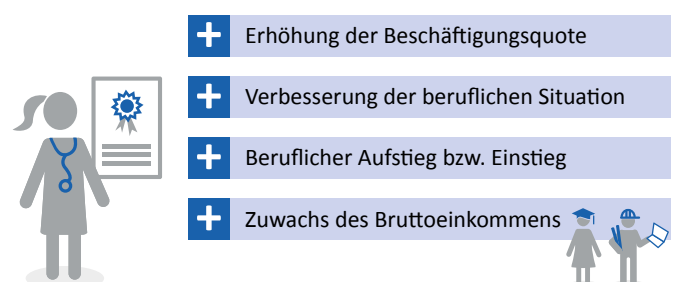 Erhöhung der Beschäftigungsquote
Verbesserung der beruflichen Situation
Beruflicher Aufstieg bzw. Einstieg
Zuwachs des Bruttoeinkommens